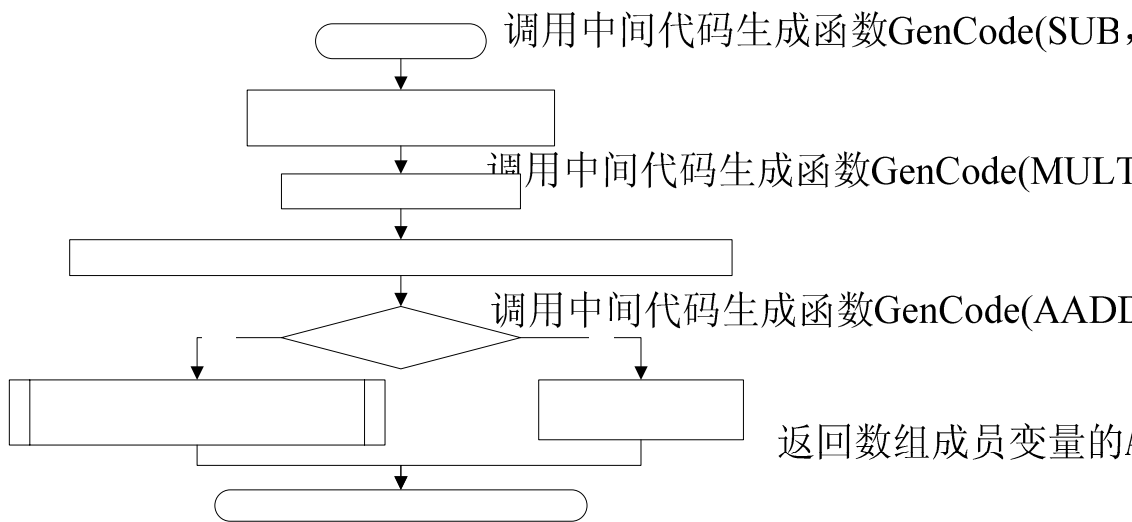 调用中间代码生成函数GenCode(SUB，
调用中间代码生成函数GenCode(MULT
调用中间代码生成函数GenCode(AADD
返回数组成员变量的A